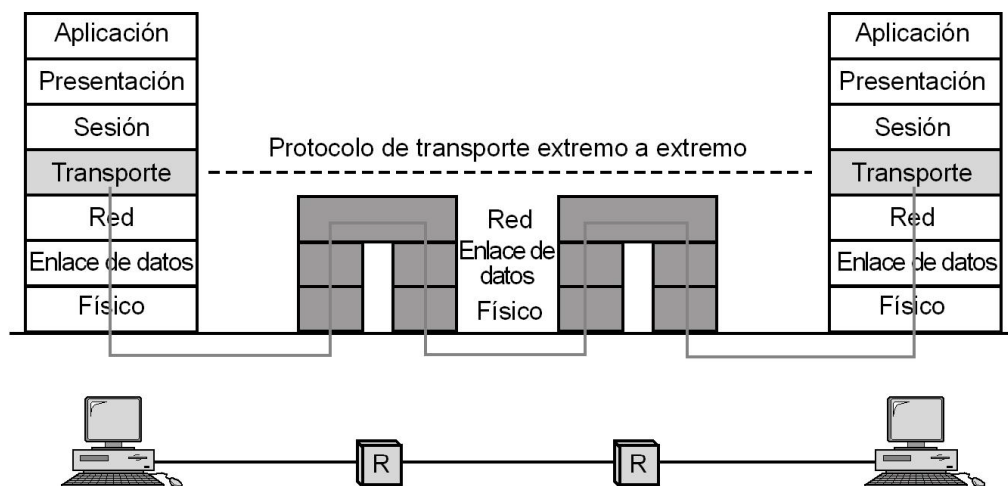 Aplicación
Presentación
Sesión
Transporte
Red
Enlace de datos
Físico
Protocolo de transporte extremo a extremo
Red
Enlace de
datos
Físico
Aplicación
Presentación
Sesión
Transporte
Red
Enlace de datos
Físico
R
R